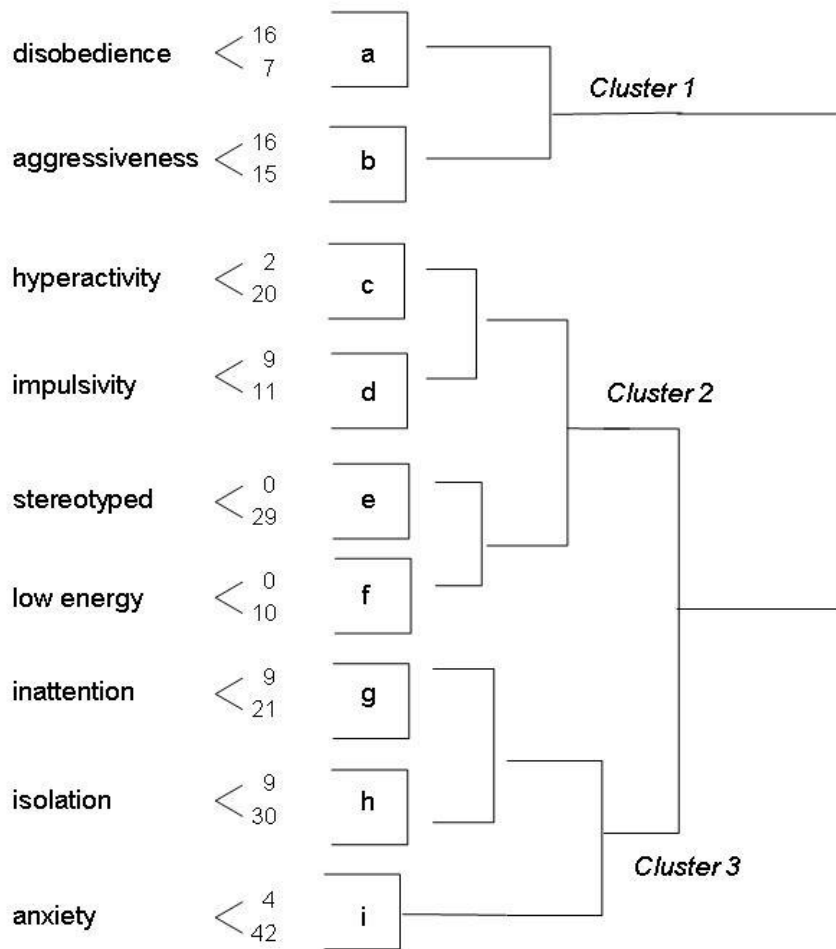 16
disobedience < a
7
Cluster 1
16
aggressiveness < b
15
2
hyperactivity < c
20
9
impulsivity < d
11
Cluster 2
0
stereotyped < e
29
0
low energy < f
10
9
inattention < g
21
9
isolation < h
30
Cluster 3
4
anxiety < i
42